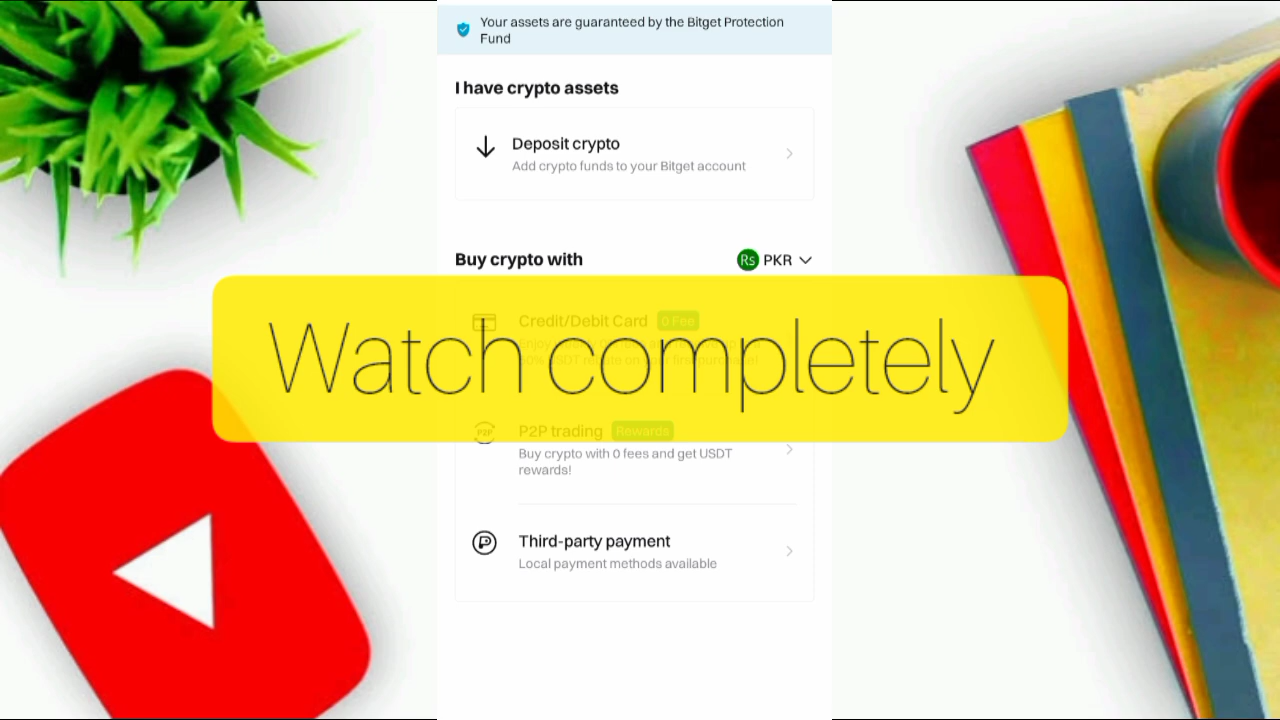 Your assets are guaranteed by the Bitget Protection
Fund
I have crypto assets
Deposit crypto
Add crypto funds to your Bitget account
Buy crypto with
Rs PKR
Credit/Debit Card 0 Fee
Watch completely
P2P trading Rewards
Buy crypto with 0 fees and get USDT
rewards!
Third-party payment
Local payment methods available